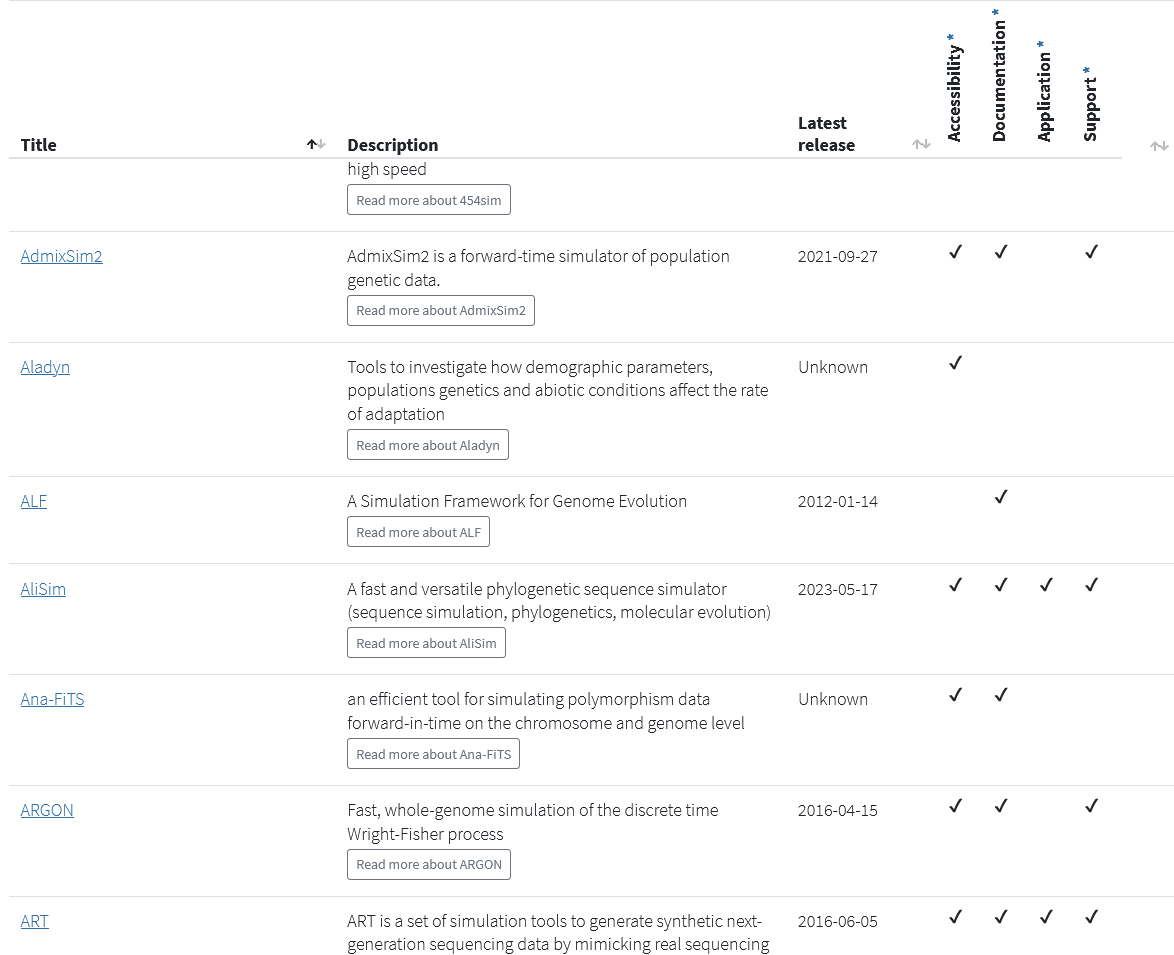 Accessibility *
Documentation *
Application *
Support *
Title
Description
Latest
release
high speed
Read more about 454sim
AdmixSim2
AdmixSim2 is a forward-time simulator of population
genetic data.
2021-09-27 ✓ ✓ ✓
Read more about AdmixSim2
Aladyn
Tools to investigate how demographic parameters,
populations genetics and abiotic conditions affect the rate
of adaptation
Unknown ✓
Read more about Aladyn
ALF
A Simulation Framework for Genome Evolution
2012-01-14 ✓
Read more about ALF
AliSim
A fast and versatile phylogenetic sequence simulator
(sequence simulation, phylogenetics, molecular evolution)
2023-05-17 ✓ ✓ ✓ ✓
Read more about AliSim
Ana-FiTS
an efficient tool for simulating polymorphism data
forward-in-time on the chromosome and genome level
Unknown ✓ ✓
Read more about Ana-FiTS
ARGON
Fast, whole-genome simulation of the discrete time
Wright-Fisher process
2016-04-15 ✓ ✓ ✓
Read more about ARGON
ART
ART is a set of simulation tools to generate synthetic next-
generation sequencing data by mimicking real sequencing
2016-06-05 ✓ ✓ ✓ ✓